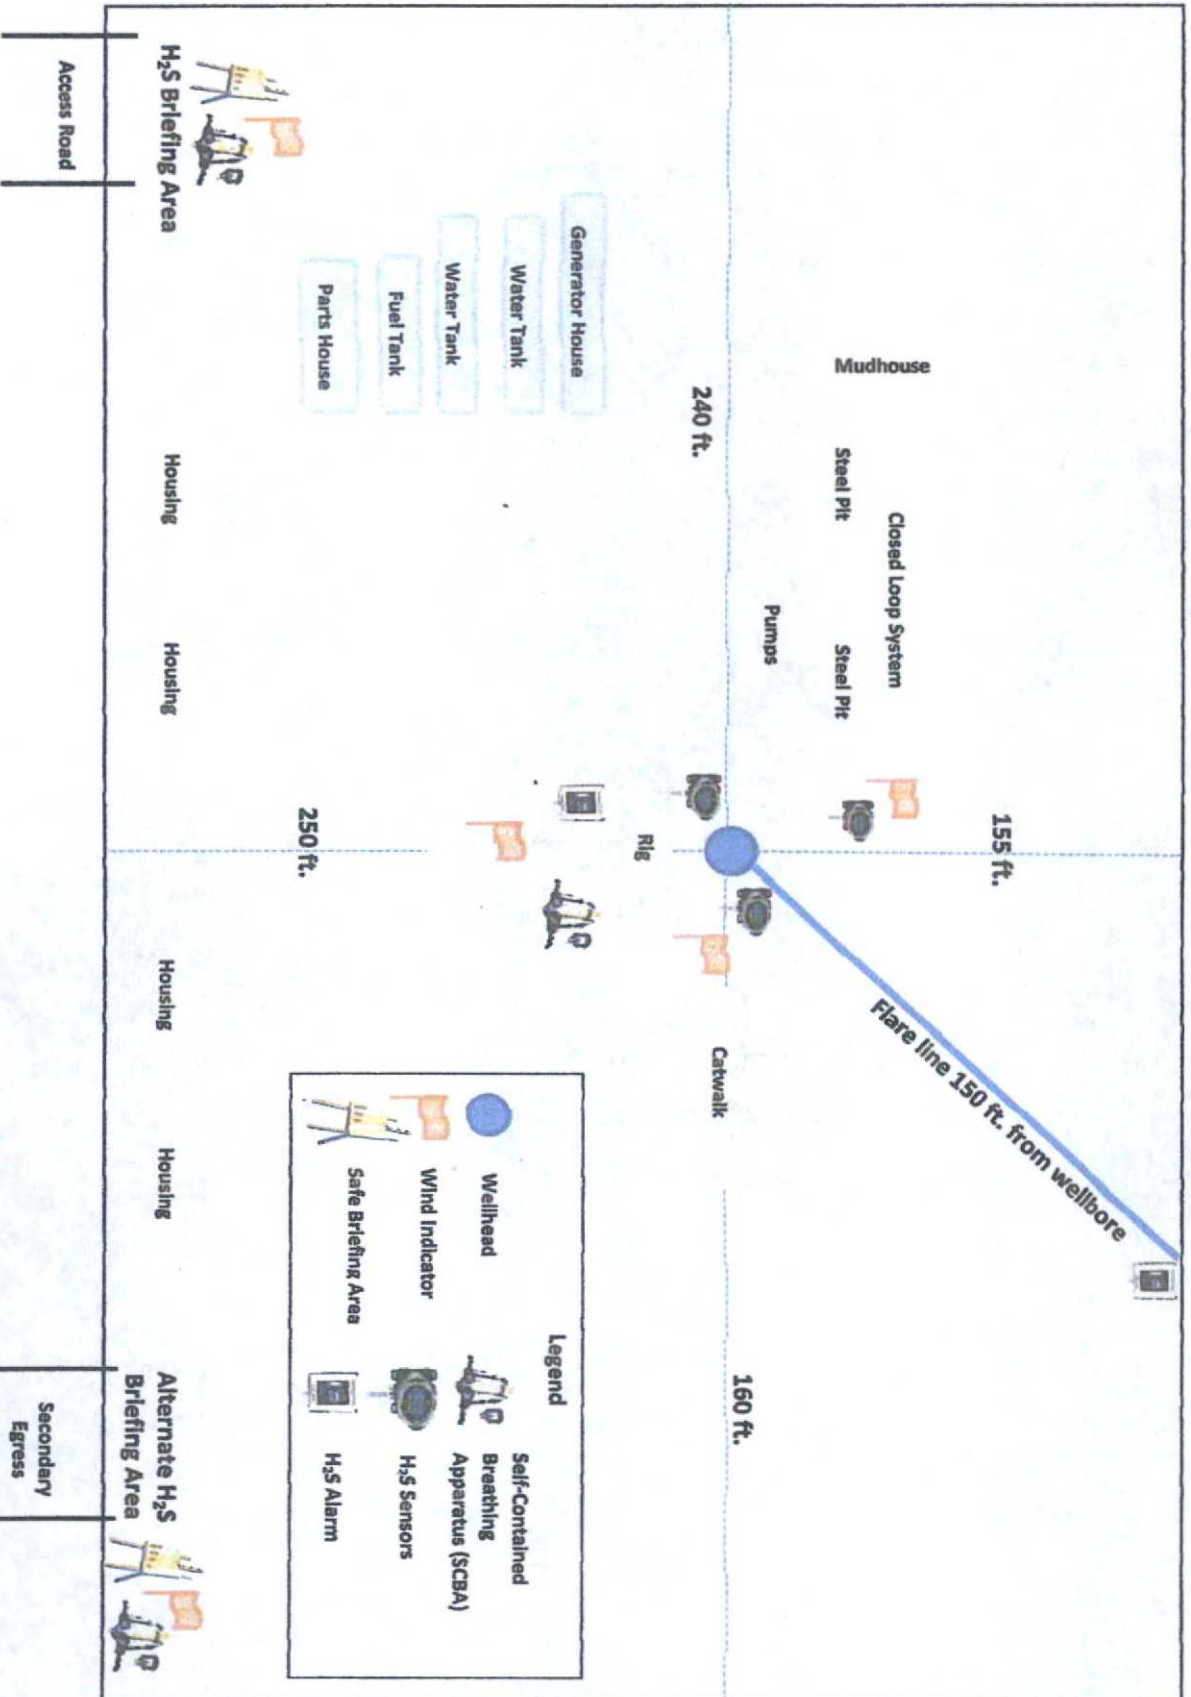 155 ft.
Mudhouse
Closed Loop System
Steel Pit
Steel Pit
Pumps
Flare line 150 ft. from wellbore
240 ft.
160 ft.
Catwalk
Rig
Generator House
Water Tank
Water Tank
Fuel Tank
Parts House
250 ft.
Legend
Wellhead
Wind Indicator
Safe Briefing Area
Self-Contained
Breathing
Apparatus (SCBA)
H₂S Sensors
H₂S Alarm
H₂S Briefing Area
Housing
Housing
Housing
Housing
Alternate H₂S
Briefing Area
Access Road
Secondary
Egress